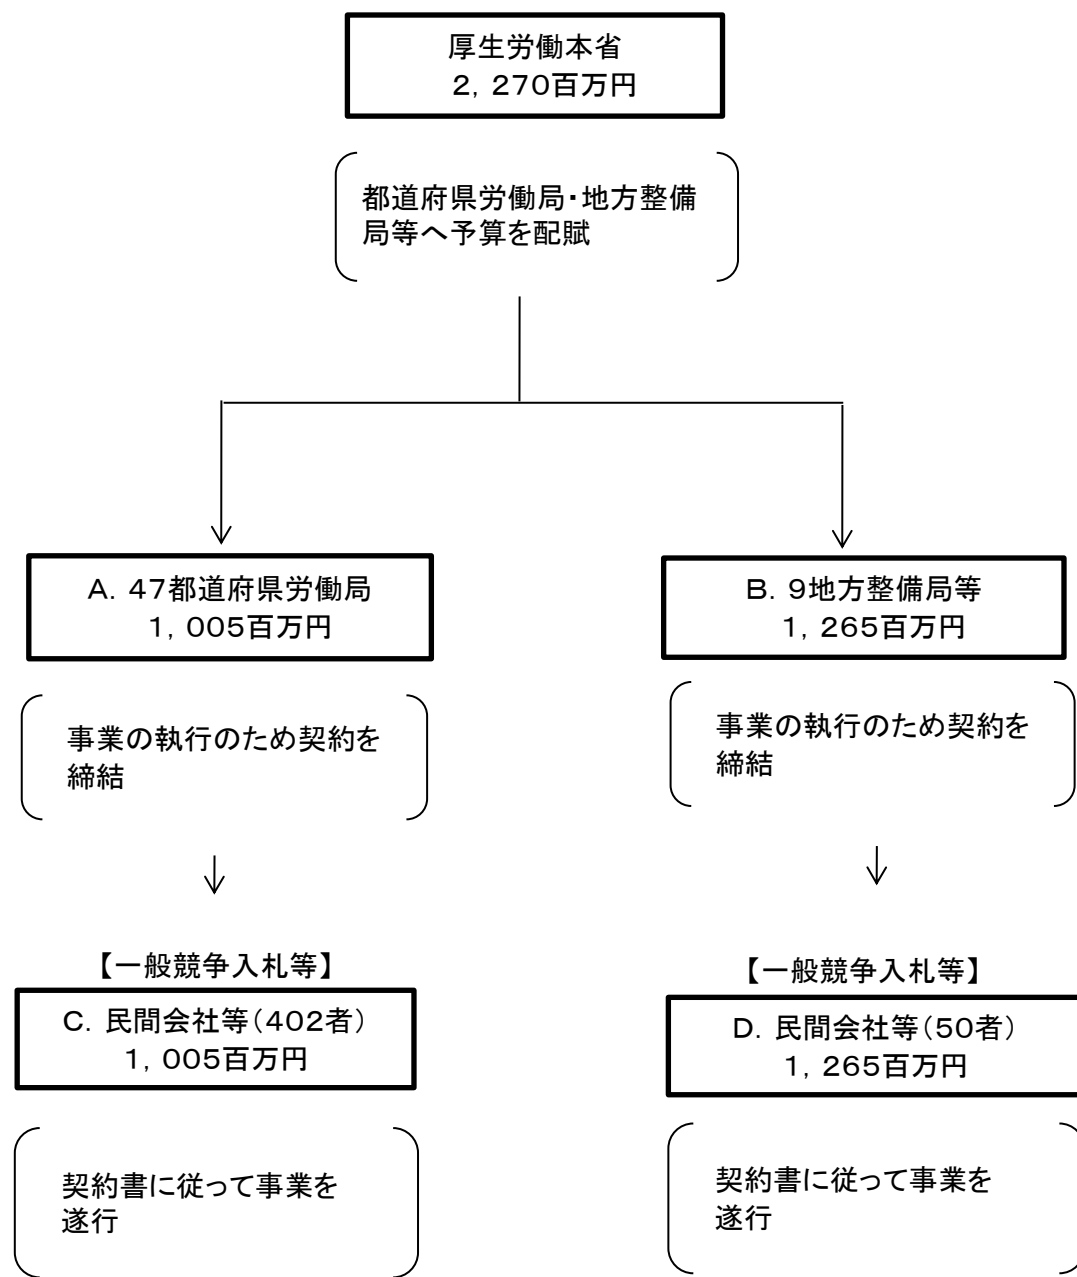 厚生労働本省
2，270百万円
都道府県労働局・地方整備
局等へ予算を配賦
A．47都道府県労働局
1，005百万円
B．9地方整備局等
1，265百万円
事業の執行のため契約を
締結
事業の執行のため契約を
締結
【一般競争入札等】
C．民間会社等（402者）
1，005百万円
【一般競争入札等】
D．民間会社等（50者）
1，265百万円
契約書に従って事業を
遂行
契約書に従って事業を
遂行